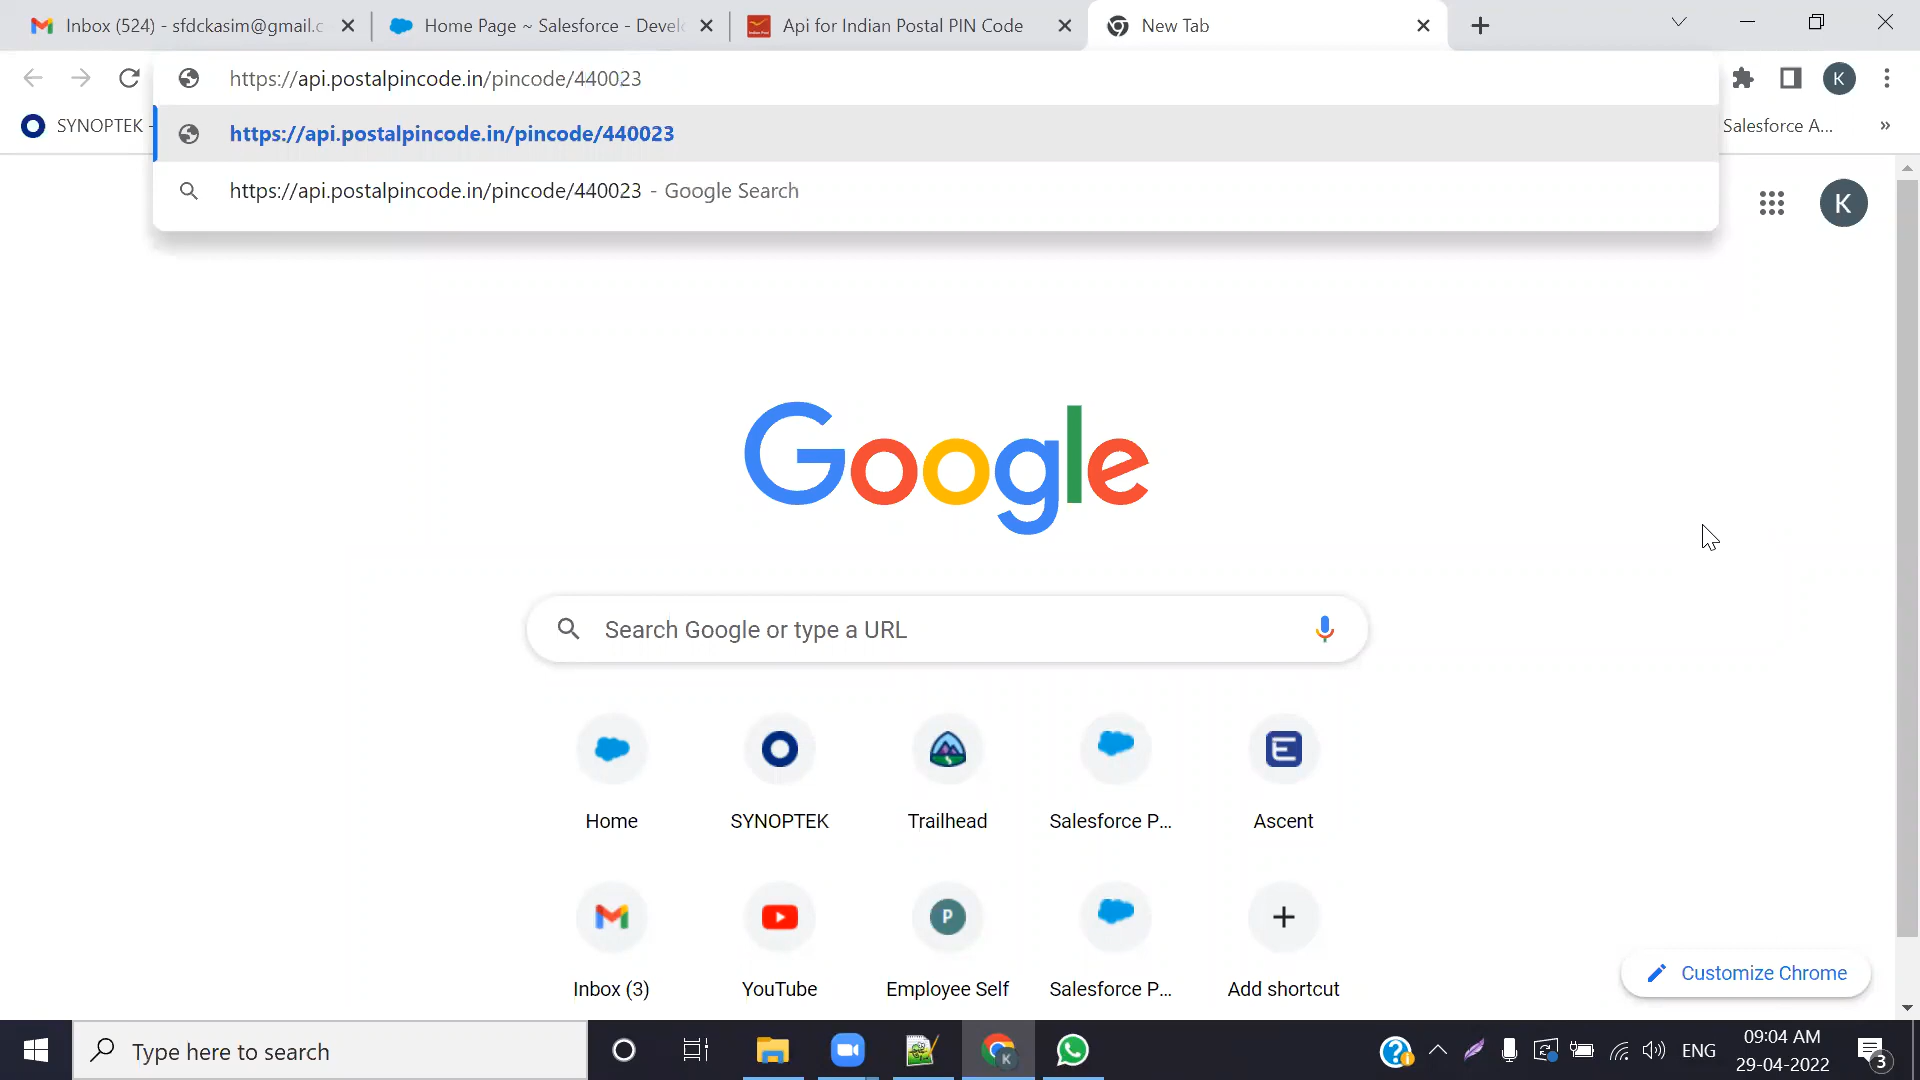 Inbox (524) - sfdckasim@gmail.c
Home Page ~ Salesforce - Develo
Api for Indian Postal PIN Code
New Tab
https://api.postalpincode.in/pincode/440023
K
SYNOPTEK -
https://api.postalpincode.in/pincode/440023
Salesforce A...
»
https://api.postalpincode.in/pincode/440023 - Google Search
K
Google
Search Google or type a URL
Home
SYNOPTEK
Trailhead
Salesforce P...
Ascent
P
Inbox (3)
YouTube
Employee Self
Salesforce P...
Add shortcut
Customize Chrome
Type here to search
K
ENG
09:04 AM
29-04-2022
3